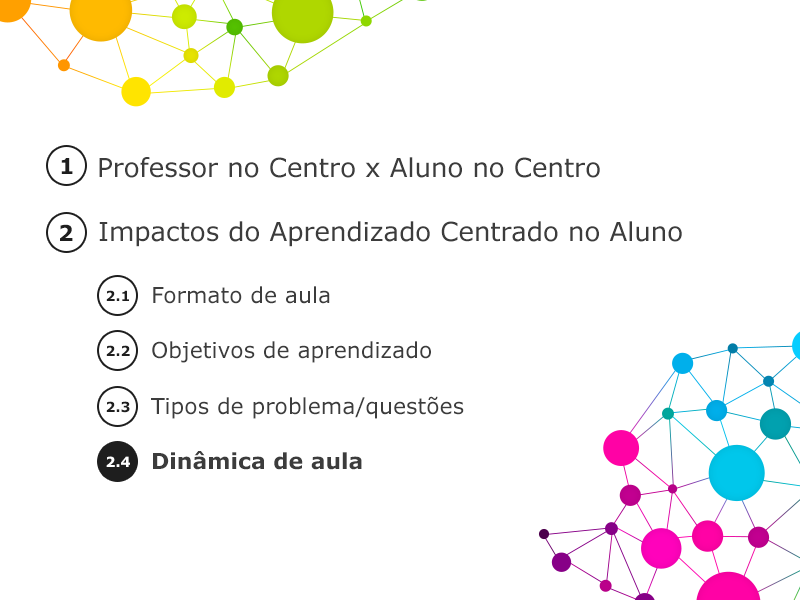 1 Professor no Centro x Aluno no Centro
2 Impactos do Aprendizado Centrado no Aluno
2.1 Formato de aula
2.2 Objetivos de aprendizado
2.3 Tipos de problema/questões
2.4 Dinâmica de aula